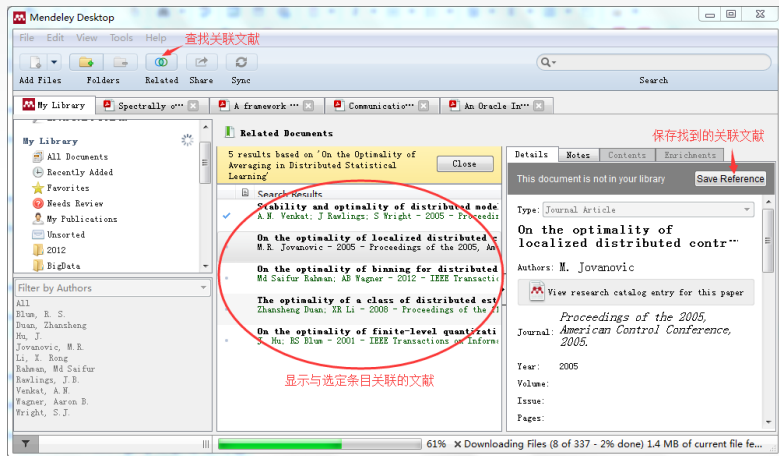 Mendeley Desktop
File Edit View Tools Help
查找关联文献
Add Files Folders Related Share Sync
Search
My Library
Spectrally o···
A framework ···
Communicatio···
An Oracle In···
My Library
All Documents
Recently Added
Favorites
Needs Review
My Publications
Unsorted
2012
BigData
Filter by Authors
All
Blum, R. S.
Duan, Zhansheng
Hu, J.
Jovanovic, M.R.
Li, X. Rong
Rahman, Md Saifur
Rawlings, J.B.
Venkat, A.N.
Wagner, Aaron B.
Wright, S.J.
Related Documents
5 results based on 'On the Optimality of
Averaging in Distributed Statistical
Learning'
Close
Search Results
Stability and optimality of distributed mode
A.N. Venkat; J Rawlings; S Wright - 2005 - Proceedin
On the optimality of localized distributed c
M.R. Jovanovic - 2005 - Proceedings of the 2005, Am
On the optimality of binning for distributed
Md Saifur Rahman; AB Wagner - 2012 - IEEE Transactio
The optimality of a class of distributed est
Zhansheng Duan; XR Li - 2008 - Proceedings of the
On the optimality of finite-level quantizati
J. Hu; RS Blum - 2001 - IEEE Transactions on Inform
显示与选定条目关联的文献
保存找到的关联文献
Details Notes Contents Enrichments
This document is not in your library
Save Reference
Type: Journal Article
On the optimality of
localized distributed contr···
Authors: M. Jovanovic
View research catalog entry for this paper
Journal: Proceedings of the 2005,
American Control Conference,
2005.
Year: 2005
Volume:
Issue:
Pages:
61%
Downloading Files (8 of 337 - 2% done) 1.4 MB of current file fe...